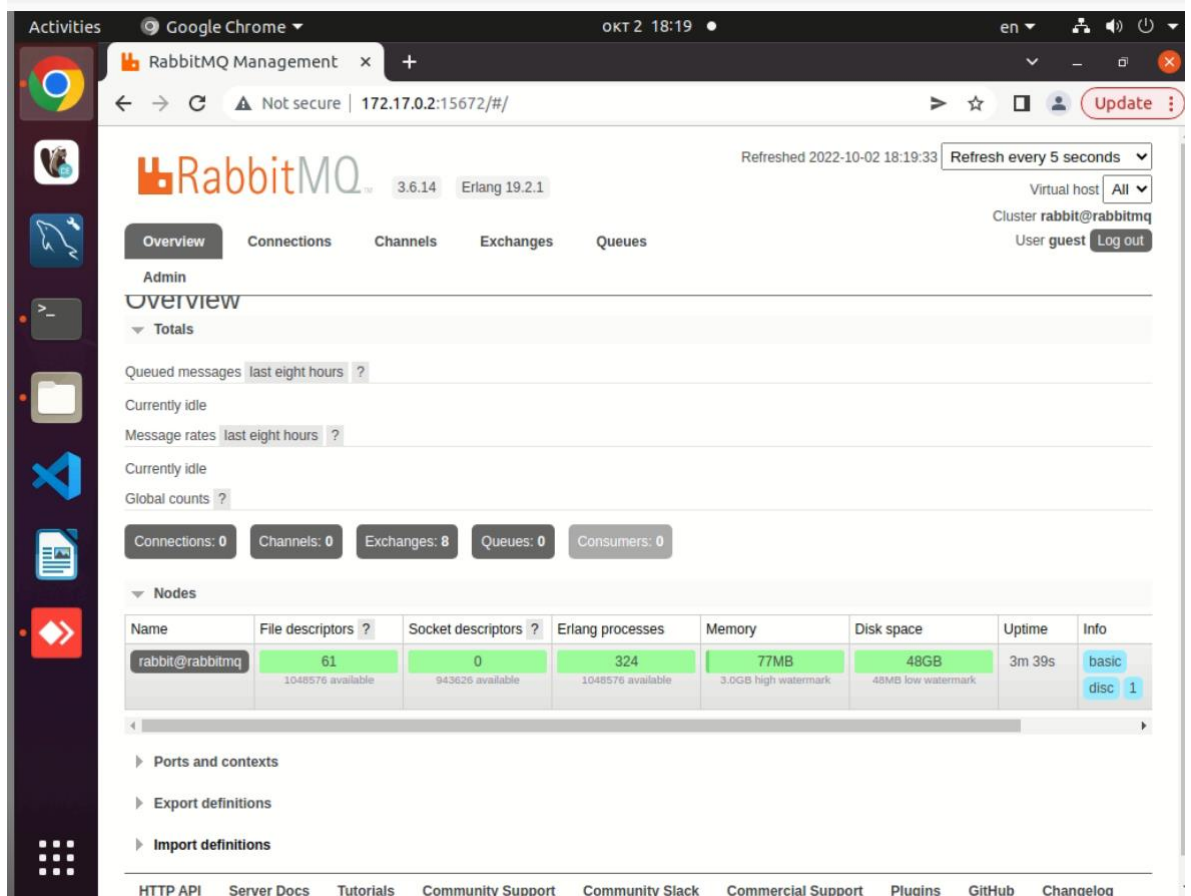 Activities Google Chrome окт 2 18:19 en
RabbitMQ Management
Not secure 172.17.0.2:15672/#/ Update
RabbitMQ 3.6.14 Erlang 19.2.1 Refreshed 2022-10-02 18:19:33 Refresh every 5 seconds
Virtual host All
Cluster rabbit@rabbitmq
Overview Connections Channels Exchanges Queues User guest Log out
Admin
Overview
Totals
Queued messages last eight hours ?
Currently idle
Message rates last eight hours ?
Currently idle
Global counts ?
Connections: 0 Channels: 0 Exchanges: 8 Queues: 0 Consumers: 0
Nodes
Name File descriptors ? Socket descriptors ? Erlang processes Memory Disk space Uptime Info
rabbit@rabbitmq 61 0 324 77MB 48GB 3m 39s basic
1048576 available 943626 available 1048576 available 3.0GB high watermark 48MB low watermark disc 1
Ports and contexts
Export definitions
Import definitions
HTTP API Server Docs Tutorials Community Support Community Slack Commercial Support Plugins GitHub Changelog